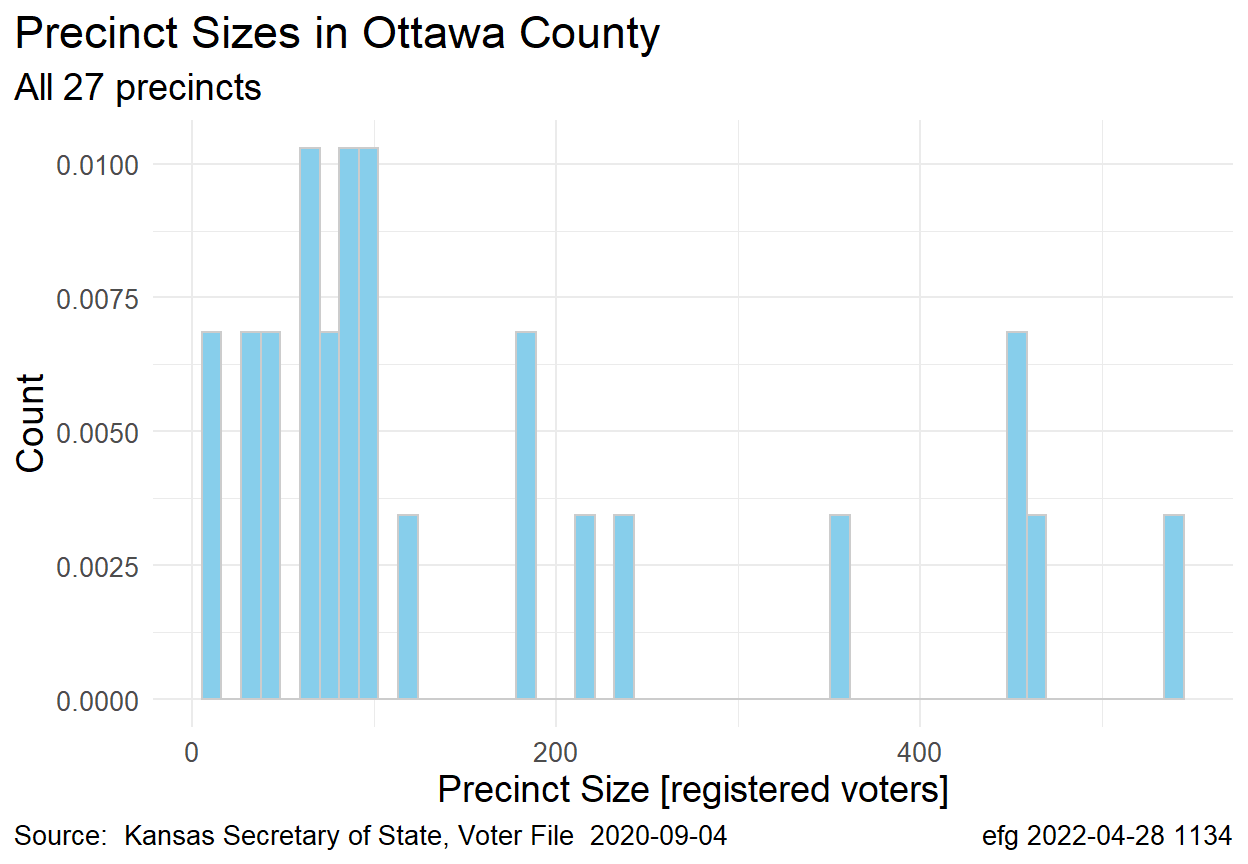 Precinct Sizes in Ottawa County
All 27 precincts
0.0100
0.0075
0.0050
0.0025
0.0000
Count
0 200 400
Precinct Size [registered voters]
Source:  Kansas Secretary of State, Voter File  2020-09-04
efg 2022-04-28 1134